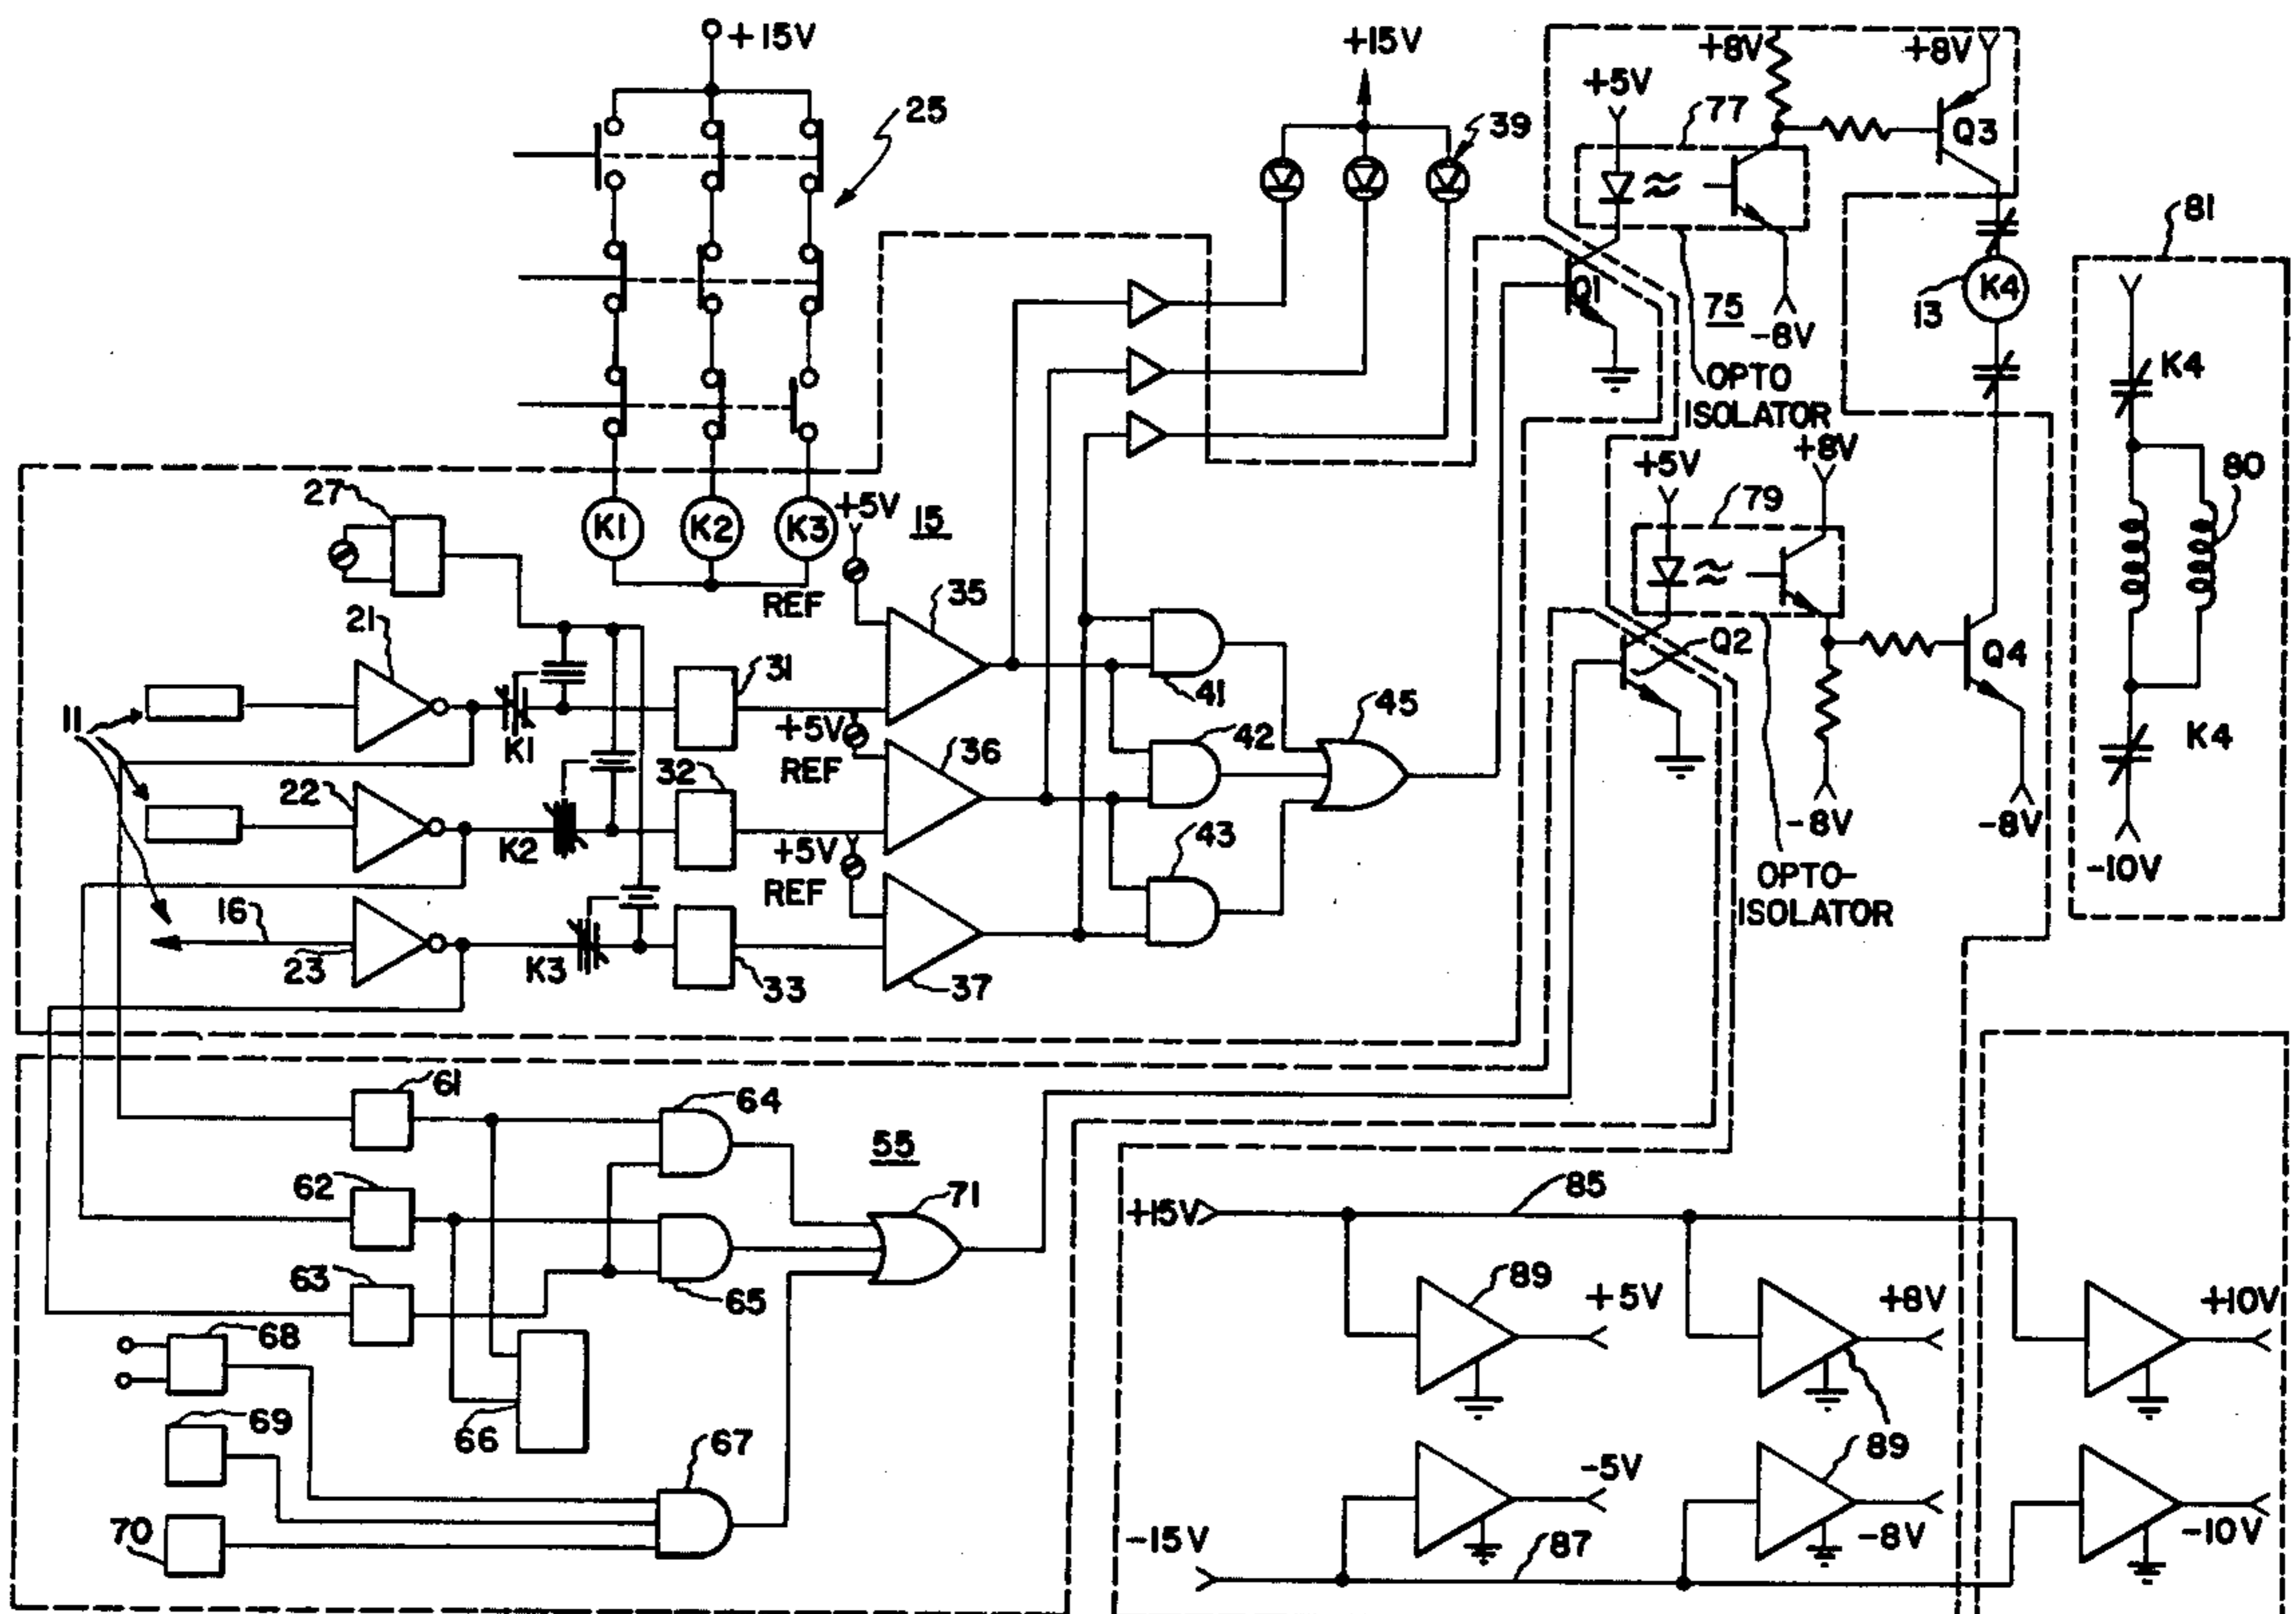 +15V
25
+15V
39
+5V
77
+8V
+8V
Q3
81
Q1
75
-8V
13
K4
K4
OPTO
ISOLATOR
27
K1
K2
K3
+5V
15
REF
35
+5V
79
+8V
80
21
31
41
45
Q2
Q4
K4
11
K1
+5V
REF
36
42
22
32
K2
+5V
REF
43
-8V
-8V
-10V
OPTO-
ISOLATOR
16
23
K3
33
37
61
64
55
62
71
85
+15V
63
65
89
+5V
+8V
+10V
68
69
66
67
89
-5V
-15V
-8V
-10V
70
87